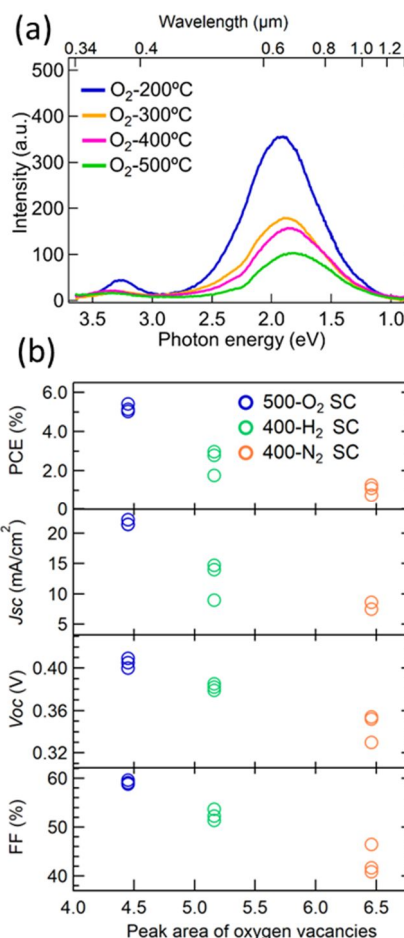 (a)
Wavelength (µm)
0.34 0.4 0.6 0.8 1.0 1.2
500
400
300
200
100
0
Intensity (a.u.)
O₂-200ºC
O₂-300ºC
O₂-400ºC
O₂-500ºC
3.5 3.0 2.5 2.0 1.5 1.0
Photon energy (eV)
(b)
6.0
4.0
2.0
0
PCE (%)
500-O₂ SC
400-H₂ SC
400-N₂ SC
20
15
10
5
Jsc (mA/cm²)
0.40
0.36
0.32
Voc (V)
60
50
40
FF (%)
4.0 4.5 5.0 5.5 6.0 6.5
Peak area of oxygen vacancies